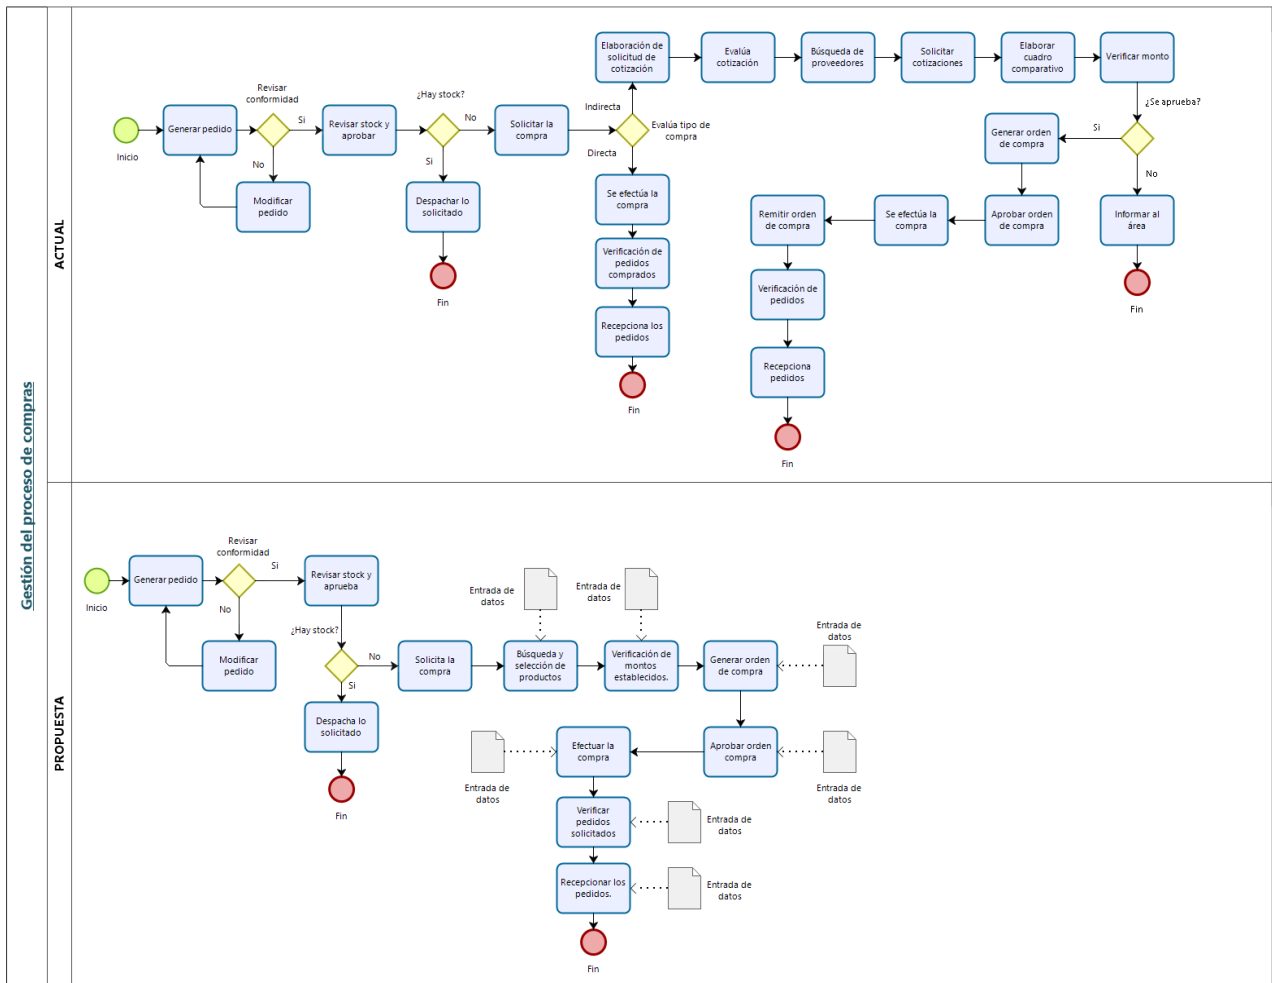 Gestión del proceso de compras
ACTUAL
Inicio
Generar pedido
Revisar
conformidad
Si
No
Modificar
pedido
Revisar stock y
aprobar
¿Hay stock?
No
Si
Despachar lo
solicitado
Fin
Solicitar la
compra
Evalúa tipo de
compra
Indirecta
Directa
Elaboración de
solicitud de
cotización
Evalúa
cotización
Búsqueda de
proveedores
Solicitar
cotizaciones
Elaborar
cuadro
comparativo
Verificar monto
¿Se aprueba?
Si
No
Generar orden
de compra
Informar al
área
Fin
Aprobar orden
de compra
Se efectúa la
compra
Remitir orden
de compra
Verificación de
pedidos
Recepciona
pedidos
Fin
Se efectúa la
compra
Verificación de
pedidos
comprados
Recepciona los
pedidos
Fin
PROPUESTA
Inicio
Generar pedido
Revisar
conformidad
Si
No
Modificar
pedido
Revisar stock y
aprueba
¿Hay stock?
No
Si
Despacha lo
solicitado
Fin
Solicita la
compra
Entrada de
datos
Búsqueda y
selección de
productos
Entrada de
datos
Verificación de
montos
establecidos.
Generar orden
de compra
Entrada de
datos
Aprobar orden
compra
Entrada de
datos
Efectuar la
compra
Entrada de
datos
Verificar
pedidos
solicitados
Entrada de
datos
Recepcionar los
pedidos.
Entrada de
datos
Fin